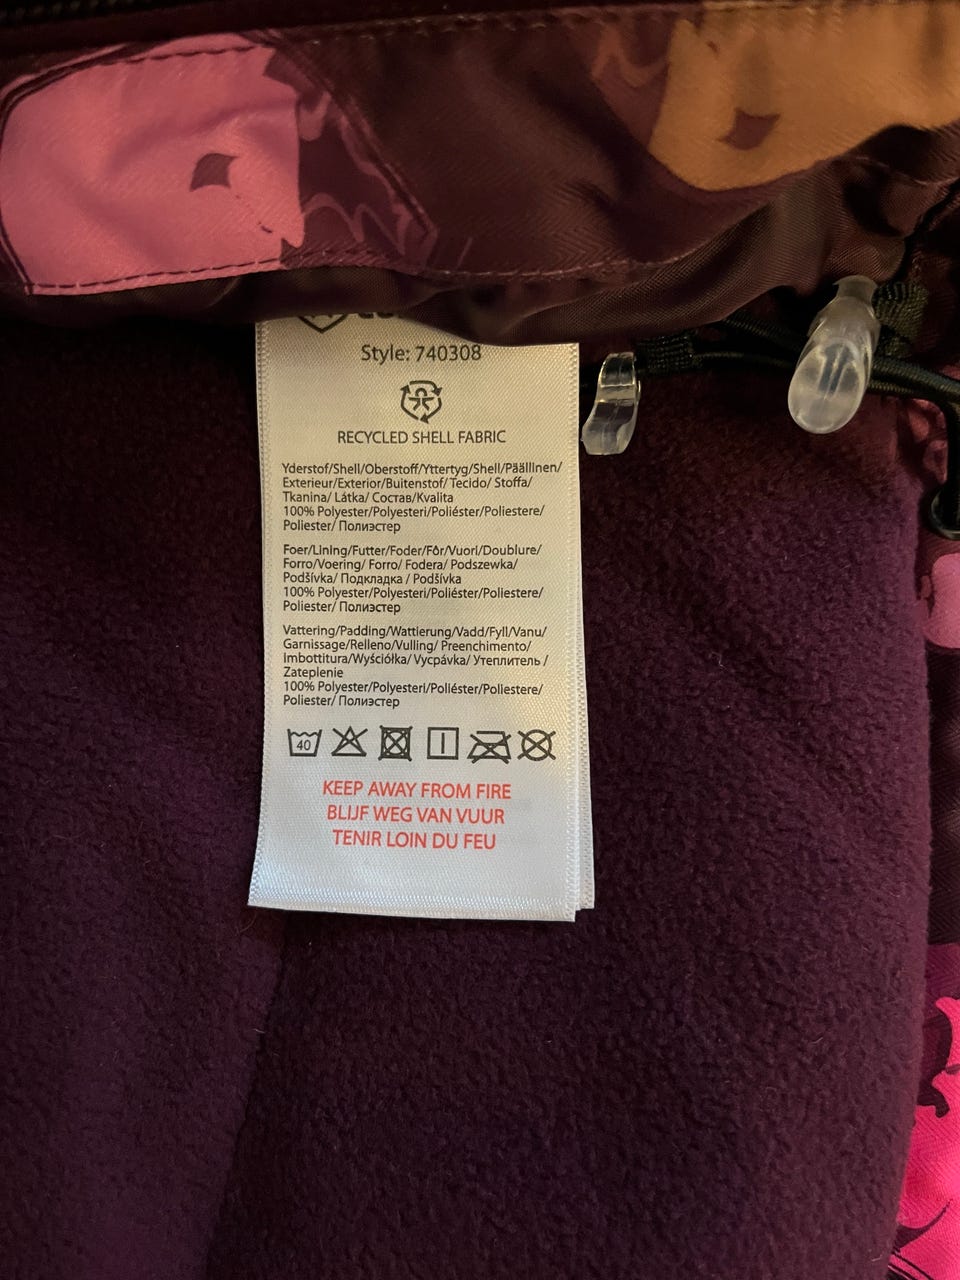 Style: 740308
RECYCLED SHELL FABRIC
Yderstof/Shell/Oberstoff/Yttertyg/Shell/Päällinen/
Exterieur/Exterior/Buitenstof/ Tecido/ Stoffa/
Tkanina/ Látka/ Состав/Kvalita
100% Polyester/Polyesteri/Poliéster/Poliestere/
Poliester/ Полиэстер
Foer/Lining/Futter/Foder/Fôr/Vuori/Doublure/
Forro/Voering/ Forro/ Fodera/ Podszewka/
Podšívka/ Подкладка / Podšívka
100% Polyester/Polyesteri/Poliéster/Poliestere/
Poliester/ Полиэстер
Vattering/Padding/Wattierung/Vadd/Fyll/Vanu/
Garnissage/Relleno/Vulling/ Preenchimento/
Imbottitura/Wyściółka/ Vycpávka/ Утеплитель /
Zateplenie
100% Polyester/Polyesteri/Poliéster/Poliestere/
Poliester/ Полиэстер
40
KEEP AWAY FROM FIRE
BLIJF WEG VAN VUUR
TENIR LOIN DU FEU